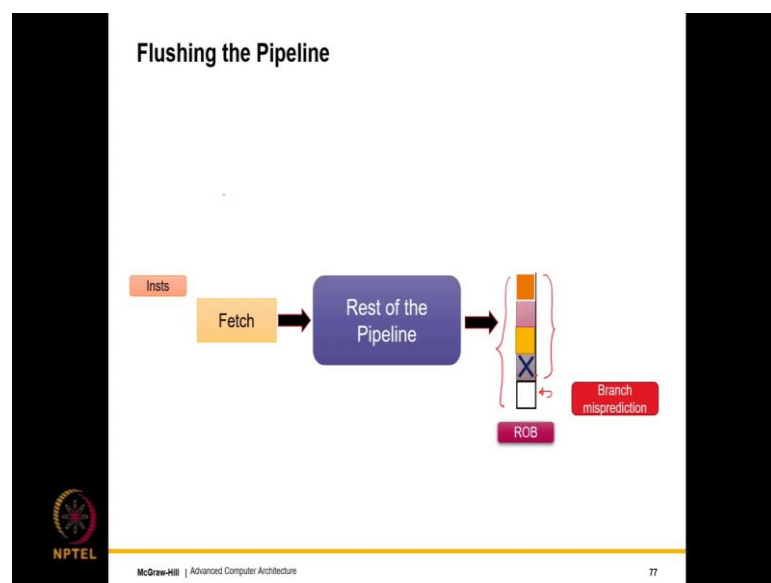 Flushing the Pipeline
Insts
Fetch
Rest of the
Pipeline
X
Branch
misprediction
ROB
NPTEL
McGraw-Hill | Advanced Computer Architecture
77